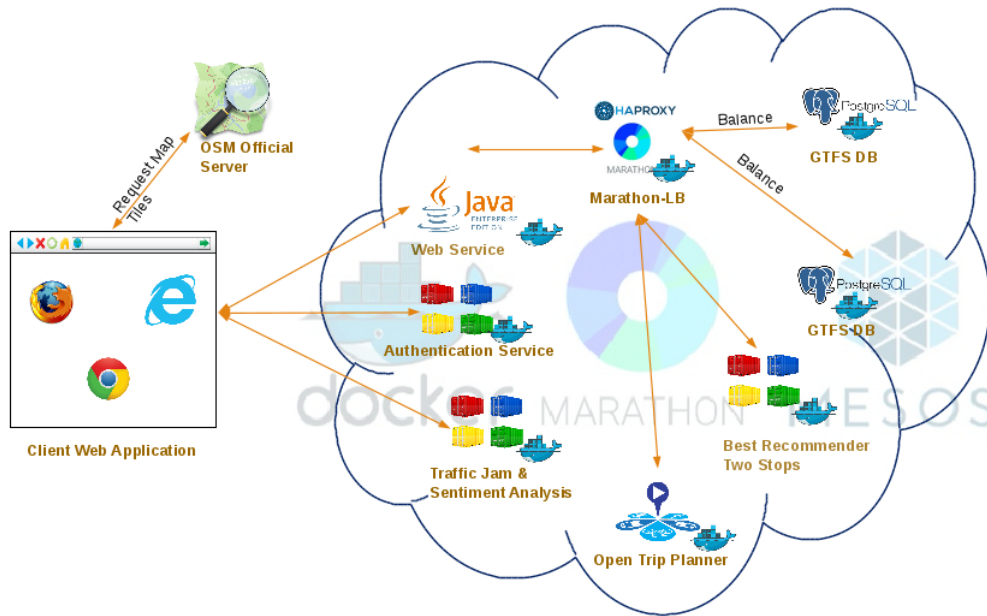 OSM Official
Server
Request Map
Tiles
Client Web Application
HAPROXY
MARATHON
Marathon-LB
Balance
Balance
PostgreSQL
GTFS DB
PostgreSQL
GTFS DB
Java
ENTERPRISE
EDITION
Web Service
Authentication Service
Traffic Jam &
Sentiment Analysis
docker
MARATHON
MESOS
Best Recommender
Two Stops
Open Trip Planner